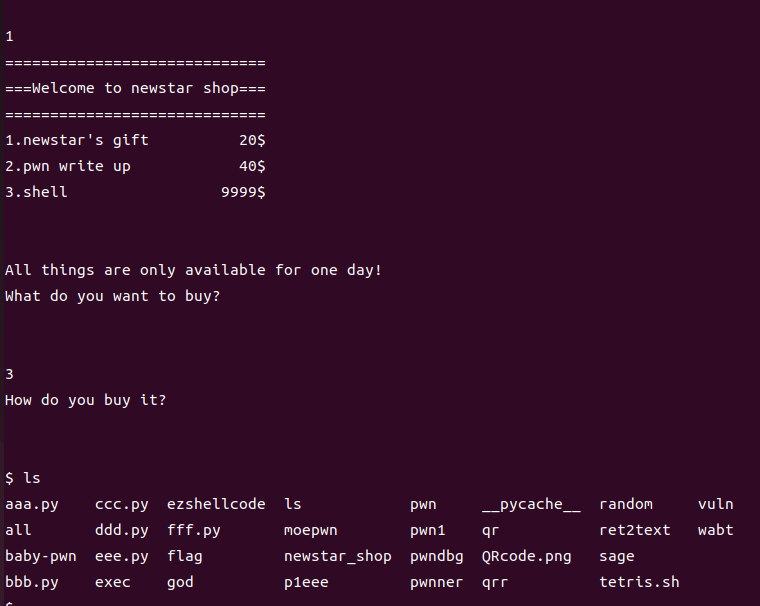 1
=============================
===Welcome to newstar shop===
=============================
1.newstar's gift          20$
2.pwn write up            40$
3.shell                 9999$
All things are only available for one day!
What do you want to buy?
3
How do you buy it?
$ ls
aaa.py    ccc.py  ezshellcode  ls            pwn     __pycache__  random     vuln
all       ddd.py  fff.py       moepwn        pwn1    qr           ret2text   wabt
baby-pwn  eee.py  flag         newstar_shop  pwndbg  QRcode.png   sage
bbb.py    exec    god          p1eee         pwnner  qrr          tetris.sh
$